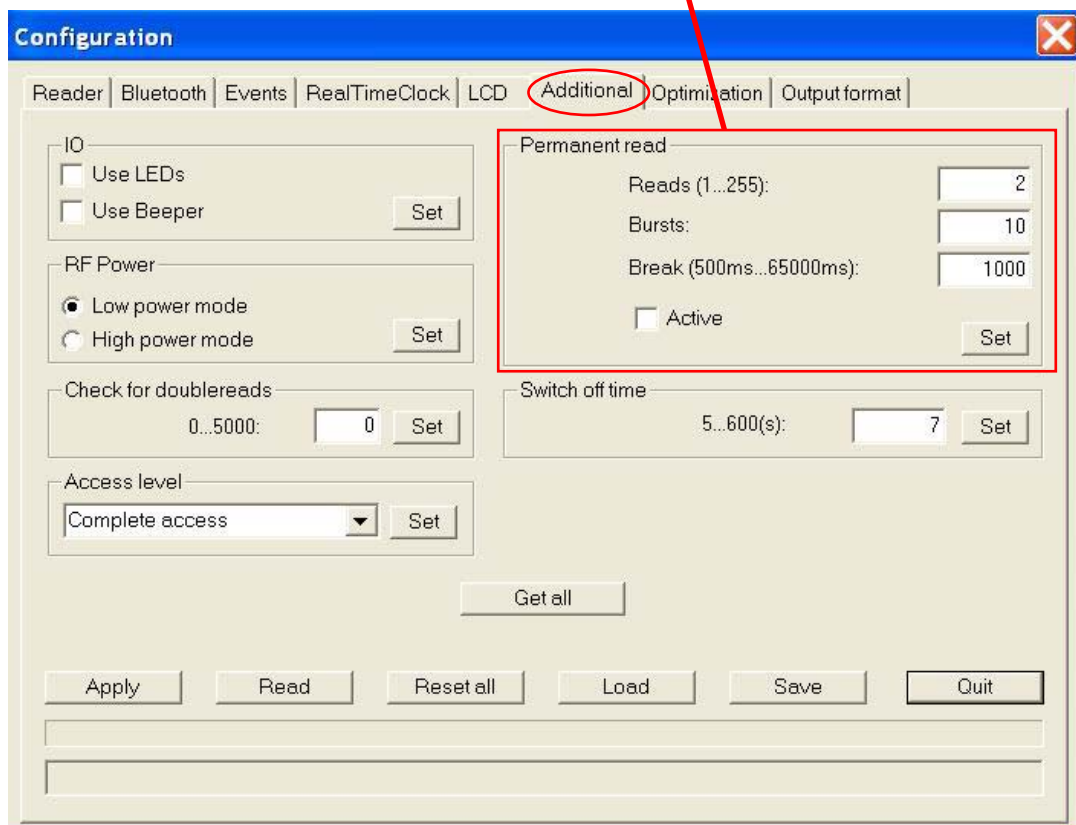 Configuration
Reader Bluetooth Events RealTimeClock LCD Additional Optimization Output format
IO
Use LEDs
Use Beeper
Set
RF Power
Low power mode
High power mode
Set
Check for doublereads
0...5000: 0 Set
Access level
Complete access Set
Permanent read
Reads (1...255): 2
Bursts: 10
Break (500ms...65000ms): 1000
Active
Set
Switch off time
5...600(s): 7 Set
Get all
Apply Read Reset all Load Save Quit